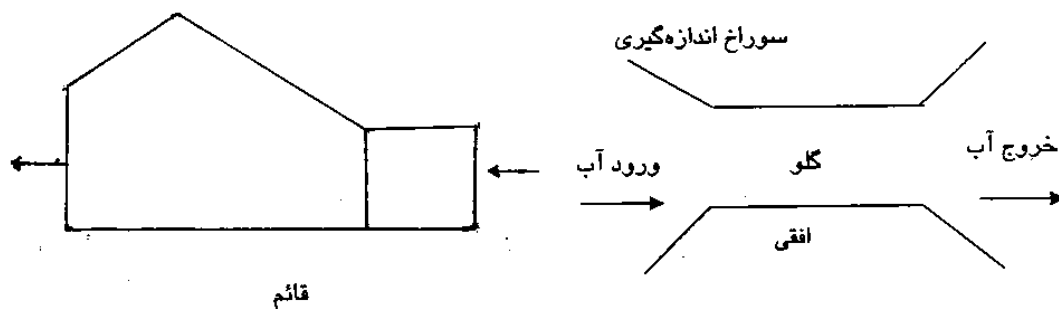 سوراخ اندازه‌گیری
خروج آب
گلو
ورود آب
افقی
قائم